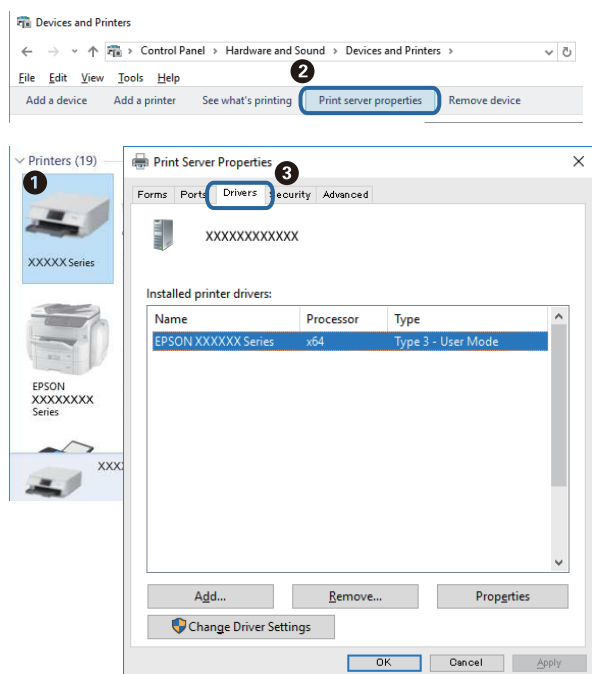 Devices and Printers
Control Panel > Hardware and Sound > Devices and Printers >
2
File Edit View Tools Help
Add a device Add a printer See what's printing Print server properties Remove device
Printers (19)
1
XXXXX Series
EPSON
XXXXXXXX
Series
XXX
Print Server Properties
3
Forms Ports Drivers Security Advanced
XXXXXXXXXXXX
Installed printer drivers:
Name Processor Type
EPSON XXXXXX Series x64 Type 3 - User Mode
Add... Remove... Properties
Change Driver Settings
OK Cancel Apply